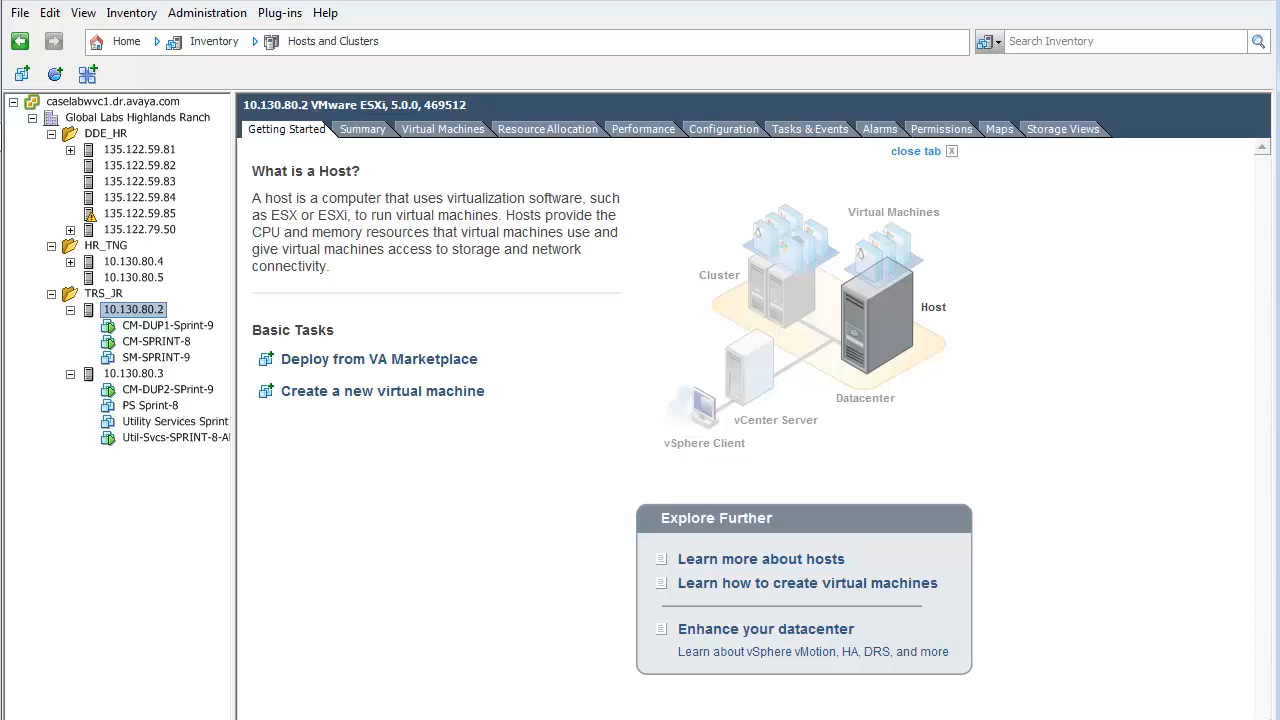 File Edit View Inventory Administration Plug-ins Help
Home Inventory Hosts and Clusters Search Inventory
caselabwvc1.dr.avaya.com
Global Labs Highlands Ranch
DDE_HR
135.122.59.81
135.122.59.82
135.122.59.83
135.122.59.84
135.122.59.85
135.122.79.50
HR_TNG
10.130.80.4
10.130.80.5
TRS_JR
10.130.80.2
CM-DUP1-Sprint-9
CM-SPRINT-8
SM-SPRINT-9
10.130.80.3
CM-DUP2-SPrint-9
PS Sprint-8
Utility Services Sprint
Util-Svcs-SPRINT-8-A
10.130.80.2 VMware ESXi, 5.0.0, 469512
Getting Started Summary Virtual Machines Resource Allocation Performance Configuration Tasks & Events Alarms Permissions Maps Storage Views
close tab X
What is a Host?
A host is a computer that uses virtualization software, such
as ESX or ESXi, to run virtual machines. Hosts provide the
CPU and memory resources that virtual machines use and
give virtual machines access to storage and network
connectivity.
Basic Tasks
Deploy from VA Marketplace
Create a new virtual machine
Virtual Machines
Cluster
Host
Datacenter
vCenter Server
vSphere Client
Explore Further
Learn more about hosts
Learn how to create virtual machines
Enhance your datacenter
Learn about vSphere vMotion, HA, DRS, and more